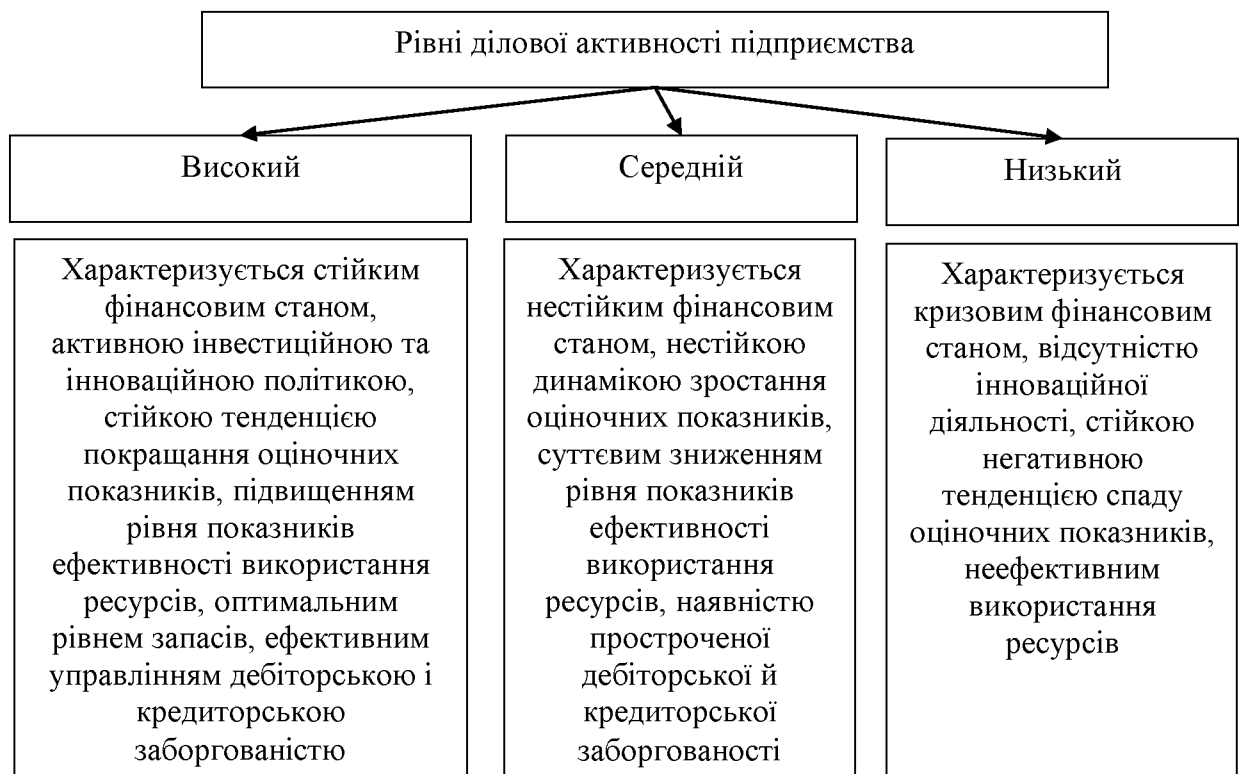 Рівні ділової активності підприємства
Високий
Середній
Низький
Характеризується стійким
фінансовим станом,
активною інвестиційною та
інноваційною політикою,
стійкою тенденцією
покращання оціночних
показників, підвищенням
рівня показників
ефективності використання
ресурсів, оптимальним
рівнем запасів, ефективним
управлінням дебіторською і
кредиторською
заборгованістю
Характеризується
нестійким фінансовим
станом, нестійкою
динамікою зростання
оціночних показників,
суттєвим зниженням
рівня показників
ефективності
використання
ресурсів, наявністю
простроченої
дебіторської й
кредиторської
заборгованості
Характеризується
кризовим фінансовим
станом, відсутністю
інноваційної
діяльності, стійкою
негативною
тенденцією спаду
оціночних показників,
неефективним
використання
ресурсів